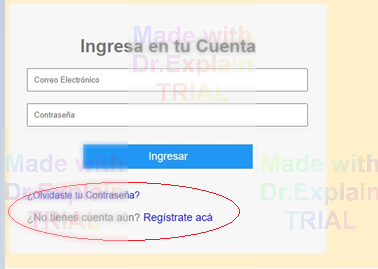 Ingresa en tu Cuenta
Correo Electrónico
Contraseña
Ingresar
¿Olvidaste tu Contraseña?
¿No tienes cuenta aún? Regístrate acá
Made with
Dr.Explain
TRIAL
Made with
Dr.Explain
TRIAL
Made with
Dr.Explain
TRIAL